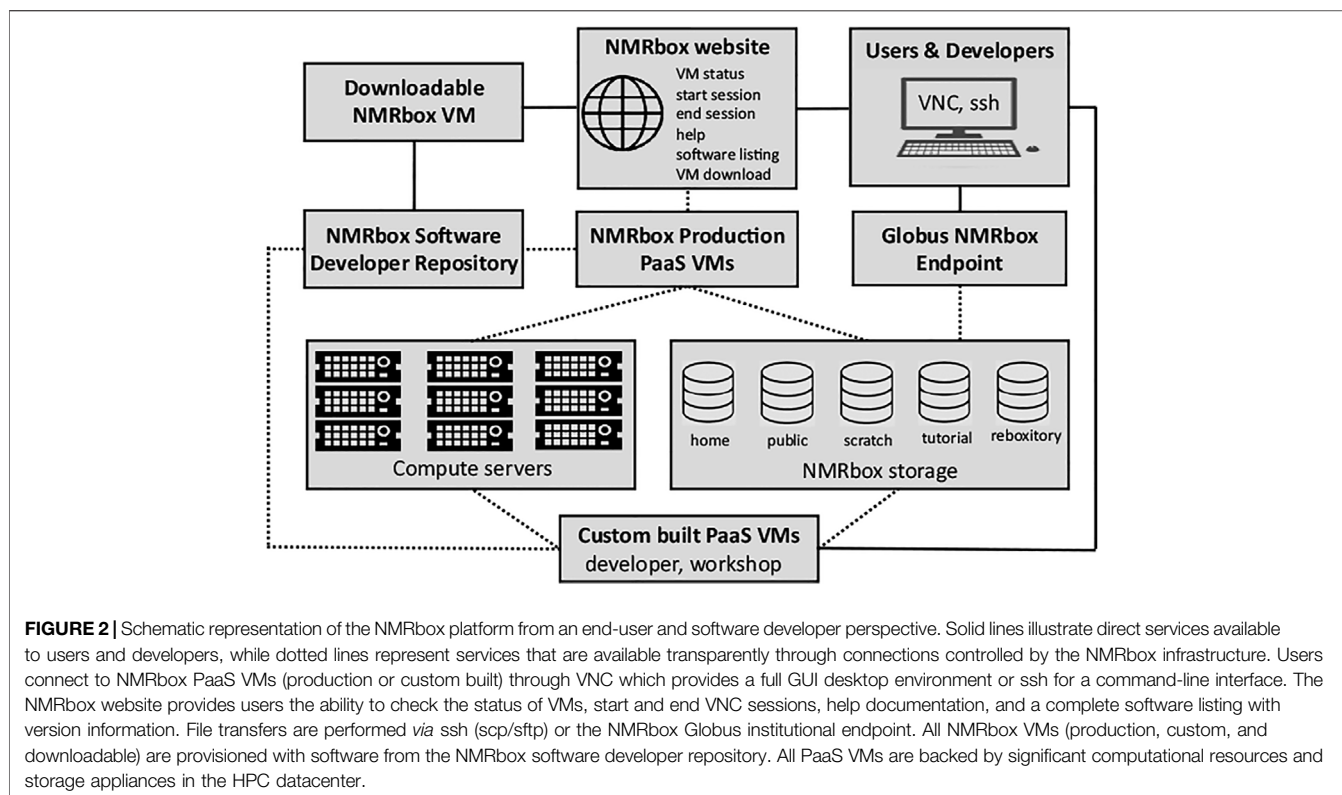 Downloadable
NMRbox VM
NMRbox website
VM status
start session
end session
help
software listing
VM download
Users & Developers
VNC, ssh
NMRbox Software
Developer Repository
NMRbox Production
PaaS VMs
Globus NMRbox
Endpoint
Compute servers
home
public
scratch
tutorial
reboxitory
NMRbox storage
Custom built PaaS VMs
developer, workshop
FIGURE 2 | Schematic representation of the NMRbox platform from an end-user and software developer perspective. Solid lines illustrate direct services available
to users and developers, while dotted lines represent services that are available transparently through connections controlled by the NMRbox infrastructure. Users
connect to NMRbox PaaS VMs (production or custom built) through VNC which provides a full GUI desktop environment or ssh for a command-line interface. The
NMRbox website provides users the ability to check the status of VMs, start and end VNC sessions, help documentation, and a complete software listing with
version information. File transfers are performed via ssh (scp/sftp) or the NMRbox Globus institutional endpoint. All NMRbox VMs (production, custom, and
downloadable) are provisioned with software from the NMRbox software developer repository. All PaaS VMs are backed by significant computational resources and
storage appliances in the HPC datacenter.